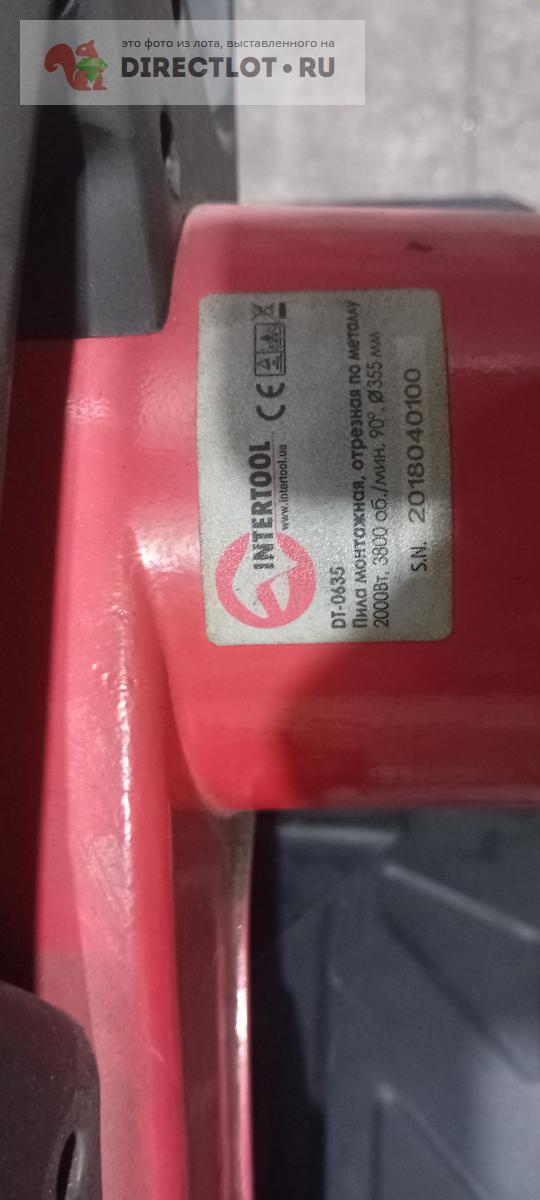 это фото из лота, выставленного на
DIRECTLOT•RU
INTERTOOL
www.intertool.ua
CE
DT-0635
Пила монтажная, отрезная по металлу
2000Вт, 3800 об./мин, 90°, Ø355 мм
S.N. 2018040100